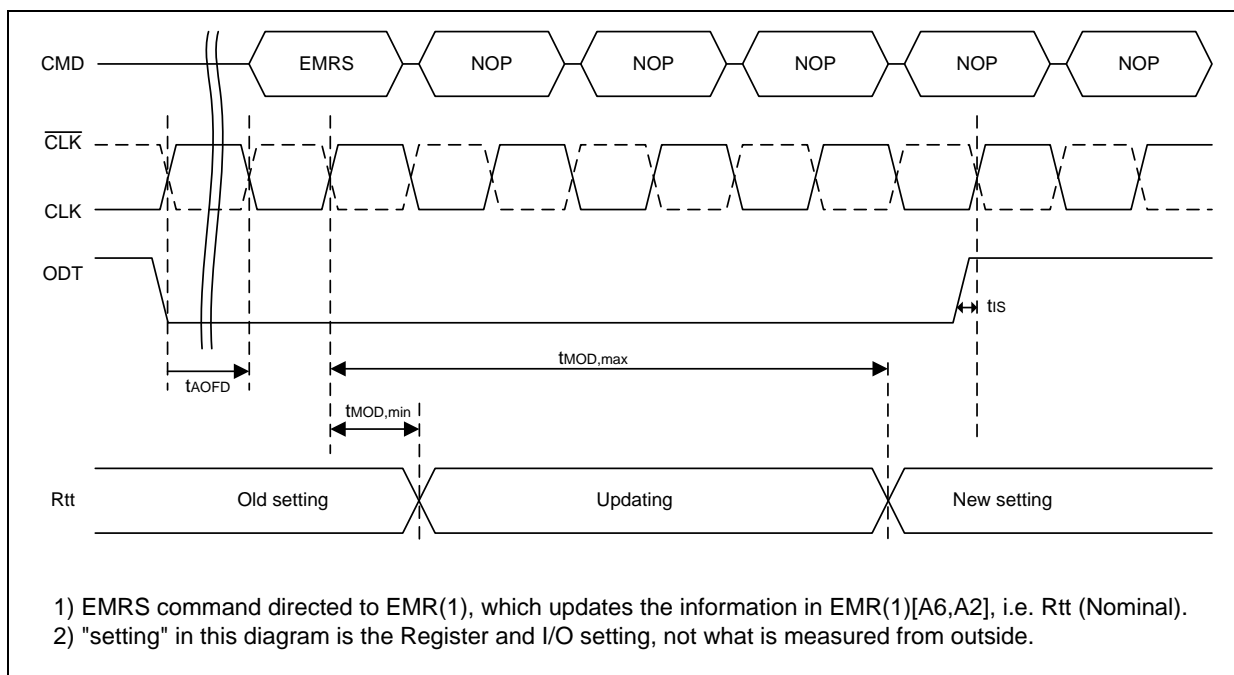 CMD EMRS NOP NOP NOP NOP NOP
CLK
CLK
ODT
tIS
tMOD,max
tAOFD
tMOD,min
Rtt Old setting Updating New setting
1) EMRS command directed to EMR(1), which updates the information in EMR(1)[A6,A2], i.e. Rtt (Nominal).
2) "setting" in this diagram is the Register and I/O setting, not what is measured from outside.